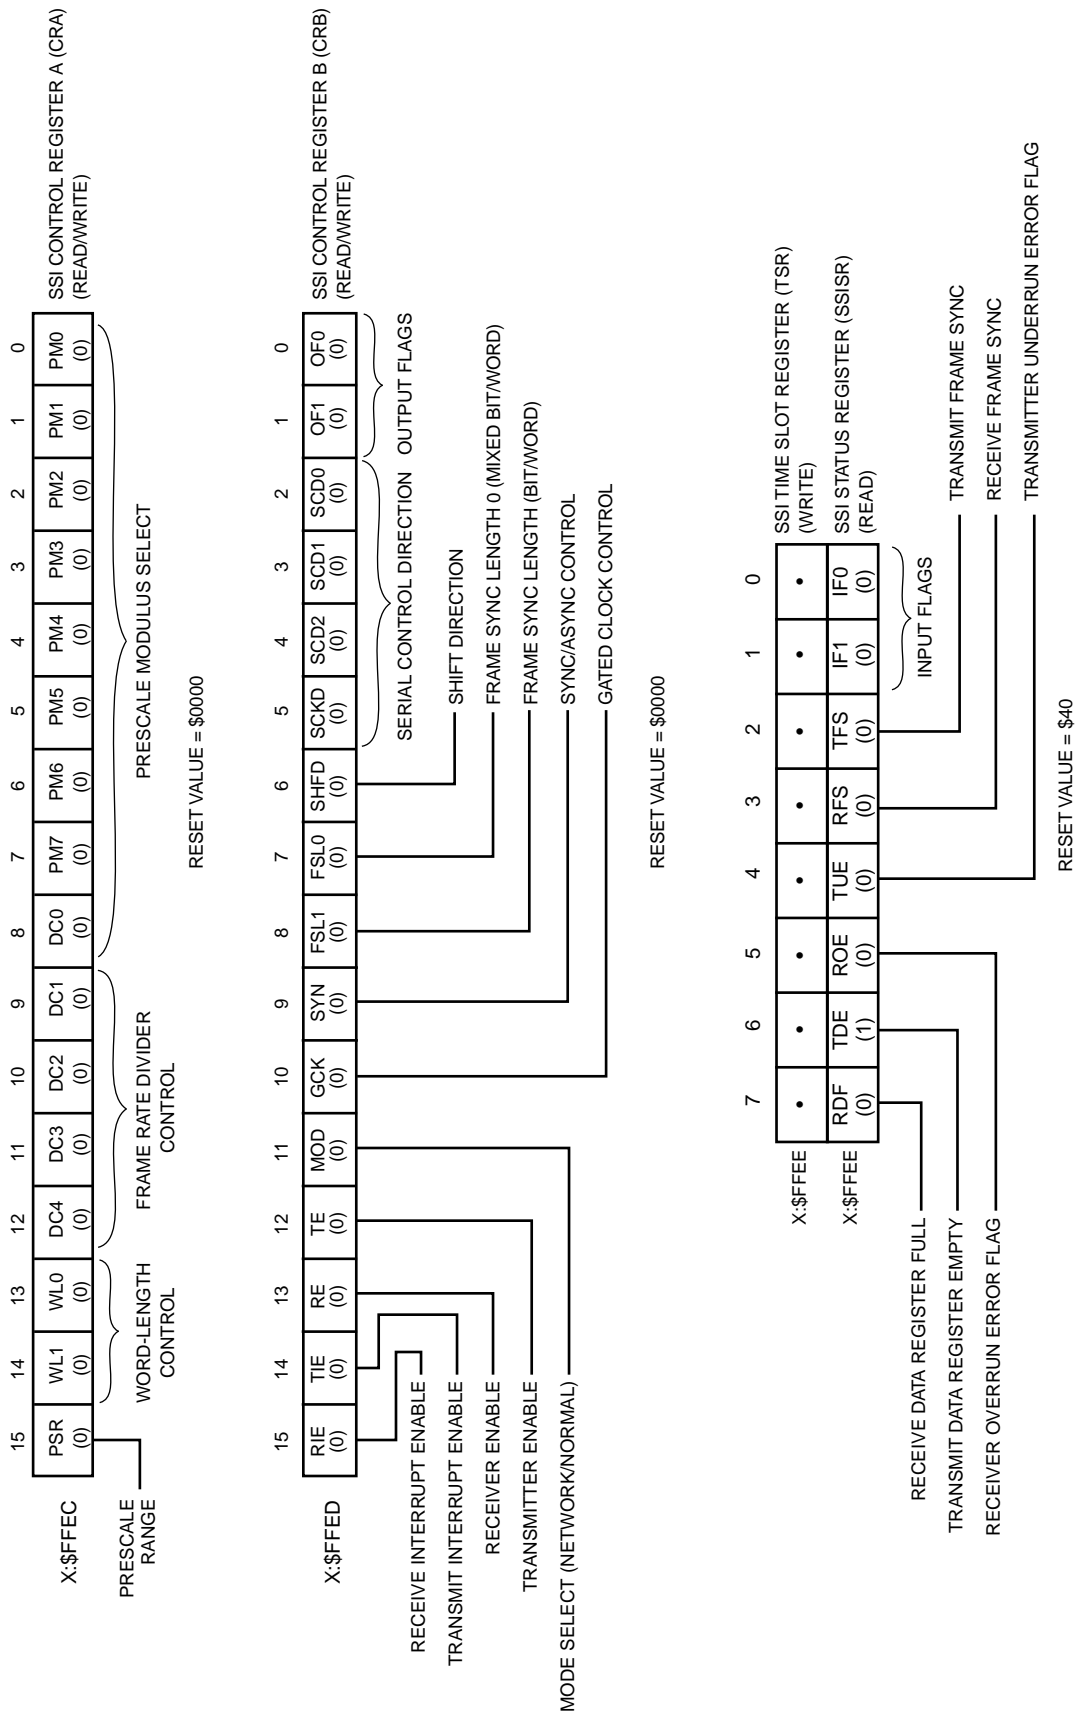 15 14 13 12 11 10 9 8 7 6 5 4 3 2 1 0
X:$FFEC
PSR WL1 WL0 DC4 DC3 DC2 DC1 DC0 PM7 PM6 PM5 PM4 PM3 PM2 PM1 PM0
(0) (0) (0) (0) (0) (0) (0) (0) (0) (0) (0) (0) (0) (0) (0) (0)
SSI CONTROL REGISTER A (CRA)
(READ/WRITE)
PRESCALE
RANGE
WORD-LENGTH
CONTROL
FRAME RATE DIVIDER
CONTROL
PRESCALE MODULUS SELECT
RESET VALUE = $0000
15 14 13 12 11 10 9 8 7 6 5 4 3 2 1 0
X:$FFED
RIE TIE RE TE MOD GCK SYN FSL1 FSL0 SHFD SCKD SCD2 SCD1 SCD0 OF1 OF0
(0) (0) (0) (0) (0) (0) (0) (0) (0) (0) (0) (0) (0) (0) (0) (0)
SSI CONTROL REGISTER B (CRB)
(READ/WRITE)
SERIAL CONTROL DIRECTION
OUTPUT FLAGS
RECEIVE INTERRUPT ENABLE
TRANSMIT INTERRUPT ENABLE
RECEIVER ENABLE
TRANSMITTER ENABLE
MODE SELECT (NETWORK/NORMAL)
SHIFT DIRECTION
FRAME SYNC LENGTH 0 (MIXED BIT/WORD)
FRAME SYNC LENGTH (BIT/WORD)
SYNC/ASYNC CONTROL
GATED CLOCK CONTROL
RESET VALUE = $0000
7 6 5 4 3 2 1 0
X:$FFEE
• • • • • • • •
SSI TIME SLOT REGISTER (TSR)
(WRITE)
X:$FFEE
RDF TDE ROE TUE RFS TFS IF1 IF0
(0) (1) (0) (0) (0) (0) (0) (0)
SSI STATUS REGISTER (SSISR)
(READ)
INPUT FLAGS
RECEIVE DATA REGISTER FULL
TRANSMIT DATA REGISTER EMPTY
RECEIVER OVERRUN ERROR FLAG
TRANSMIT FRAME SYNC
RECEIVE FRAME SYNC
TRANSMITTER UNDERRUN ERROR FLAG
RESET VALUE = $40